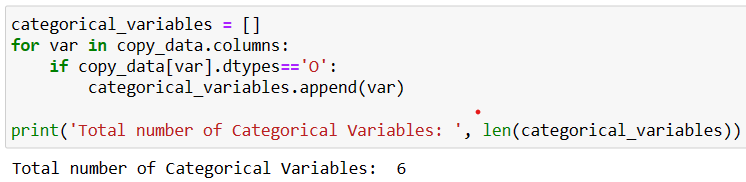 categorical_variables = []
for var in copy_data.columns:
    if copy_data[var].dtypes=='O':
        categorical_variables.append(var)
print('Total number of Categorical Variables: ', len(categorical_variables))
Total number of Categorical Variables:  6